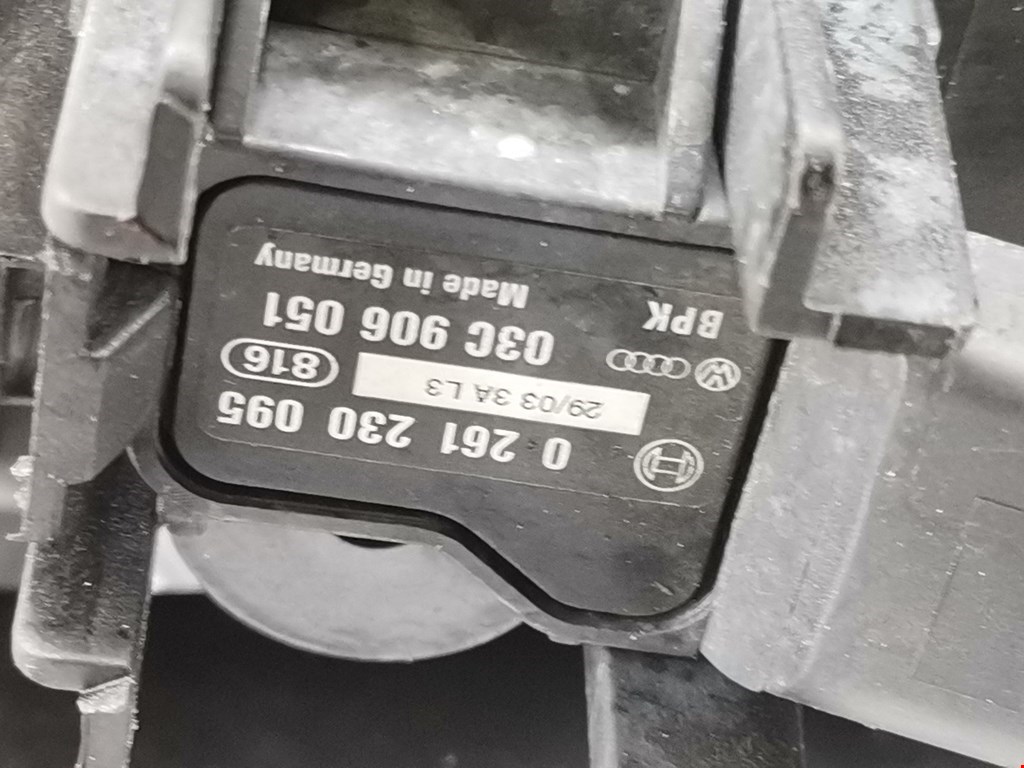 0 261 230 095
29/03 3A L3 816
03C 906 051
BPK Made in Germany